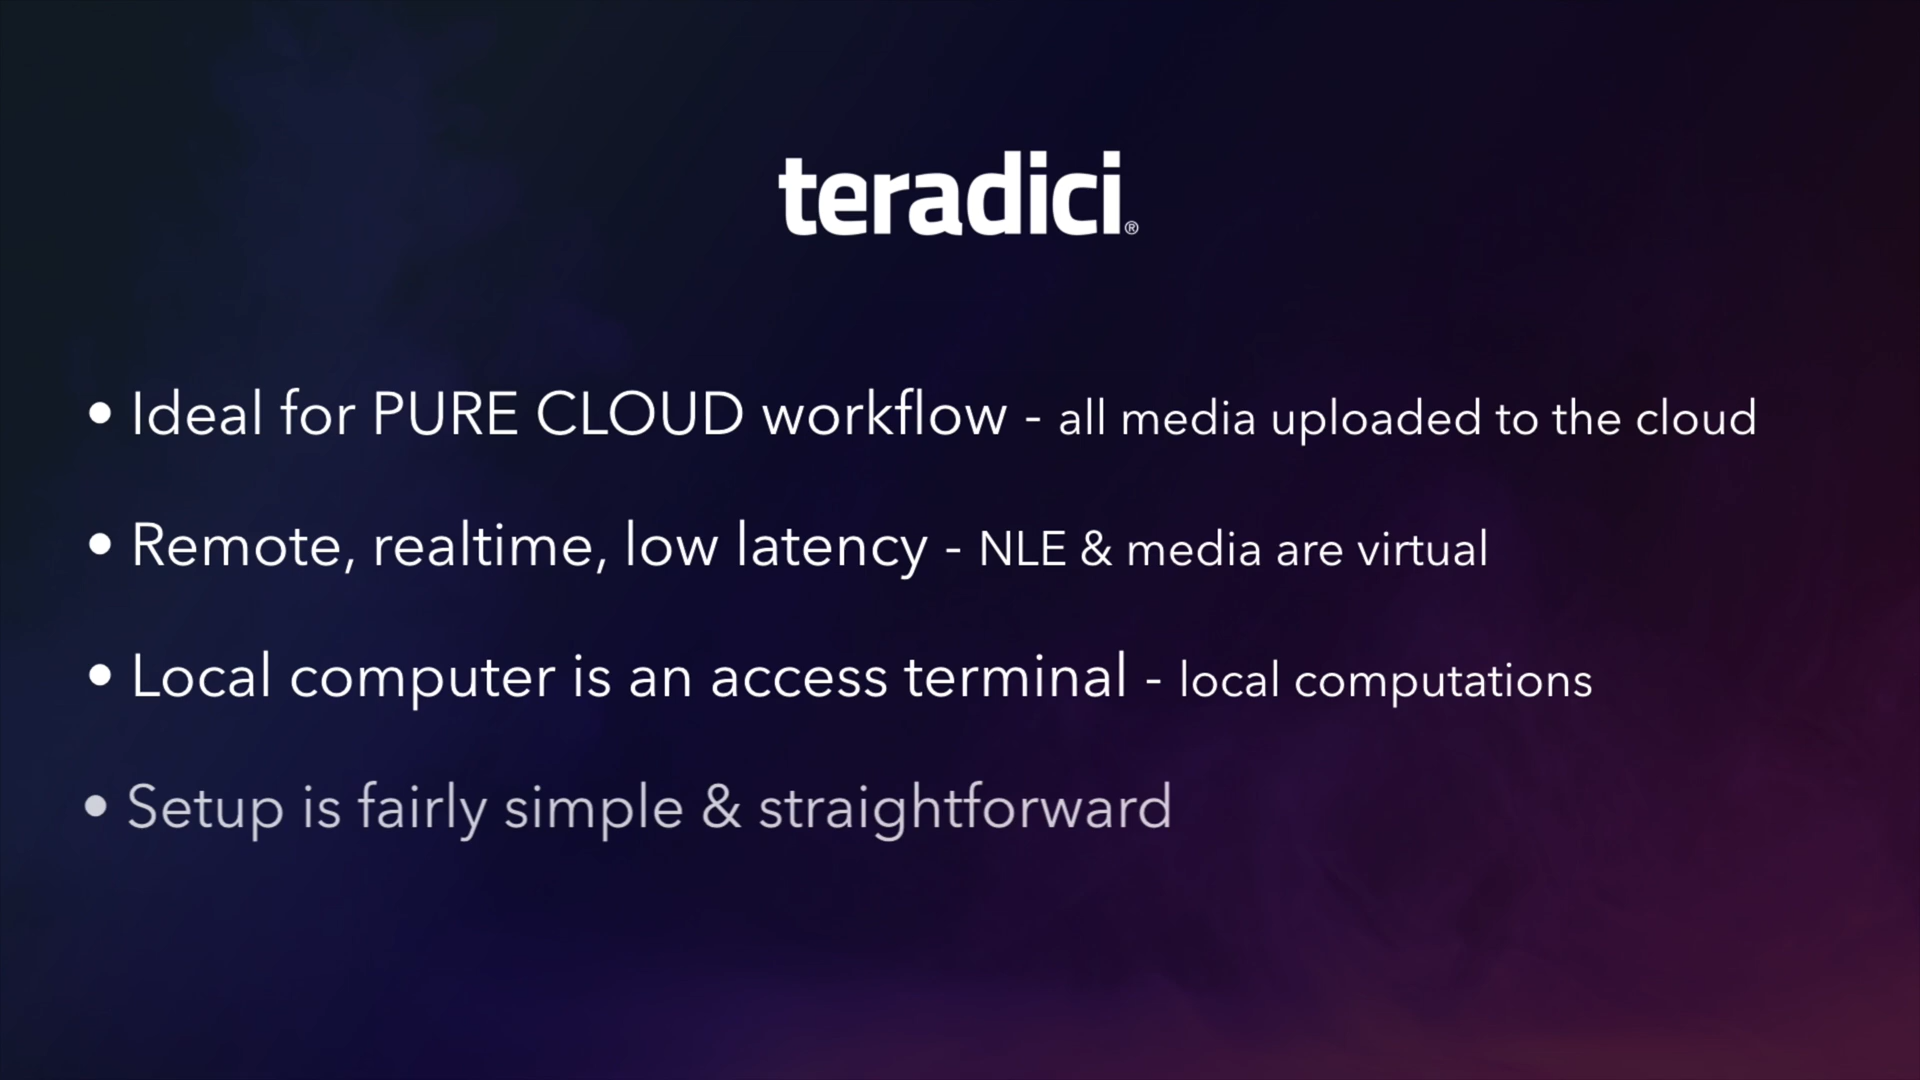 teradici®
• Ideal for PURE CLOUD workflow - all media uploaded to the cloud
• Remote, realtime, low latency - NLE & media are virtual
• Local computer is an access terminal - local computations
• Setup is fairly simple & straightforward